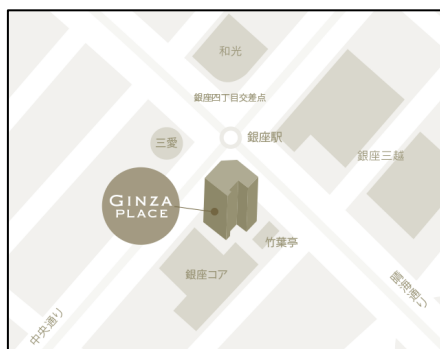 和光
銀座四丁目交差点
銀座駅
三愛
銀座三越
GINZA
PLACE
竹葉亭
銀座コア
晴海通り
中央通り